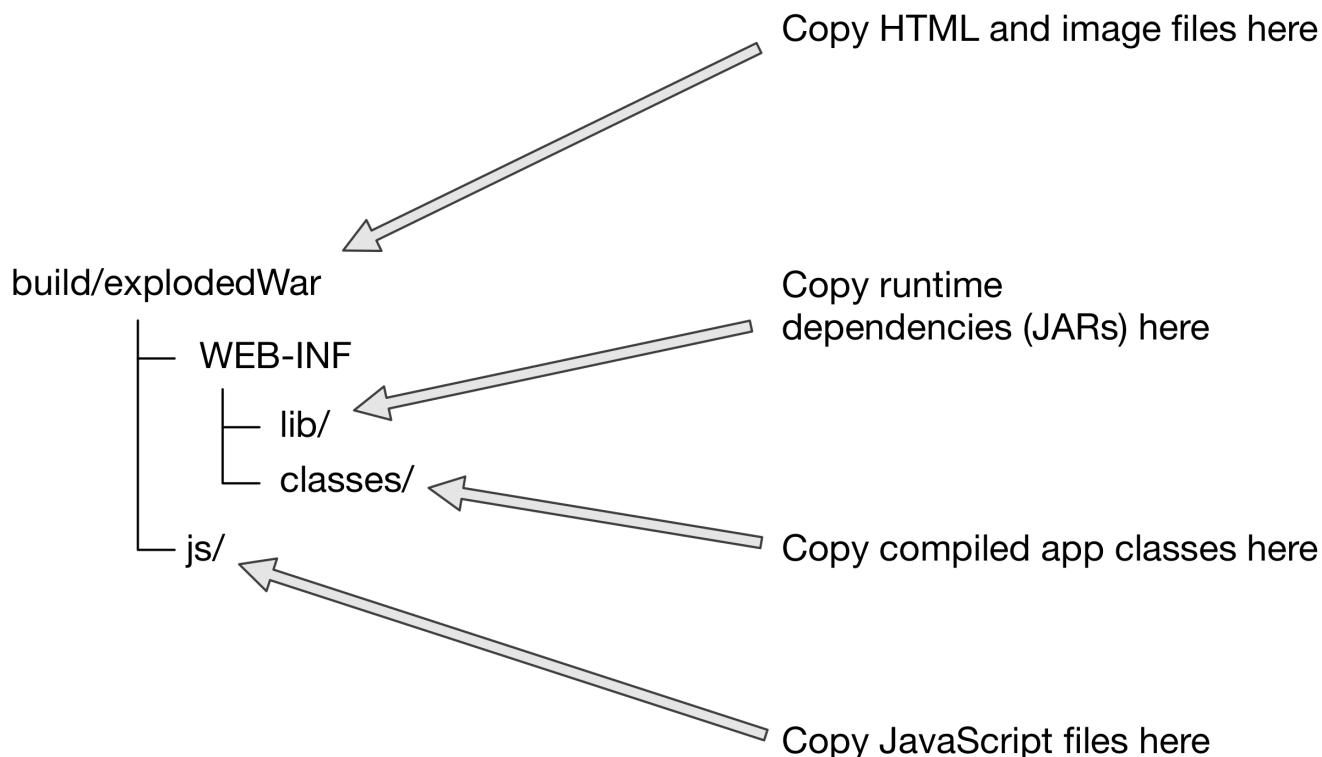 Copy HTML and image files here
build/explodedWar
Copy runtime
dependencies (JARs) here
WEB-INF
lib/
classes/
js/
Copy compiled app classes here
Copy JavaScript files here